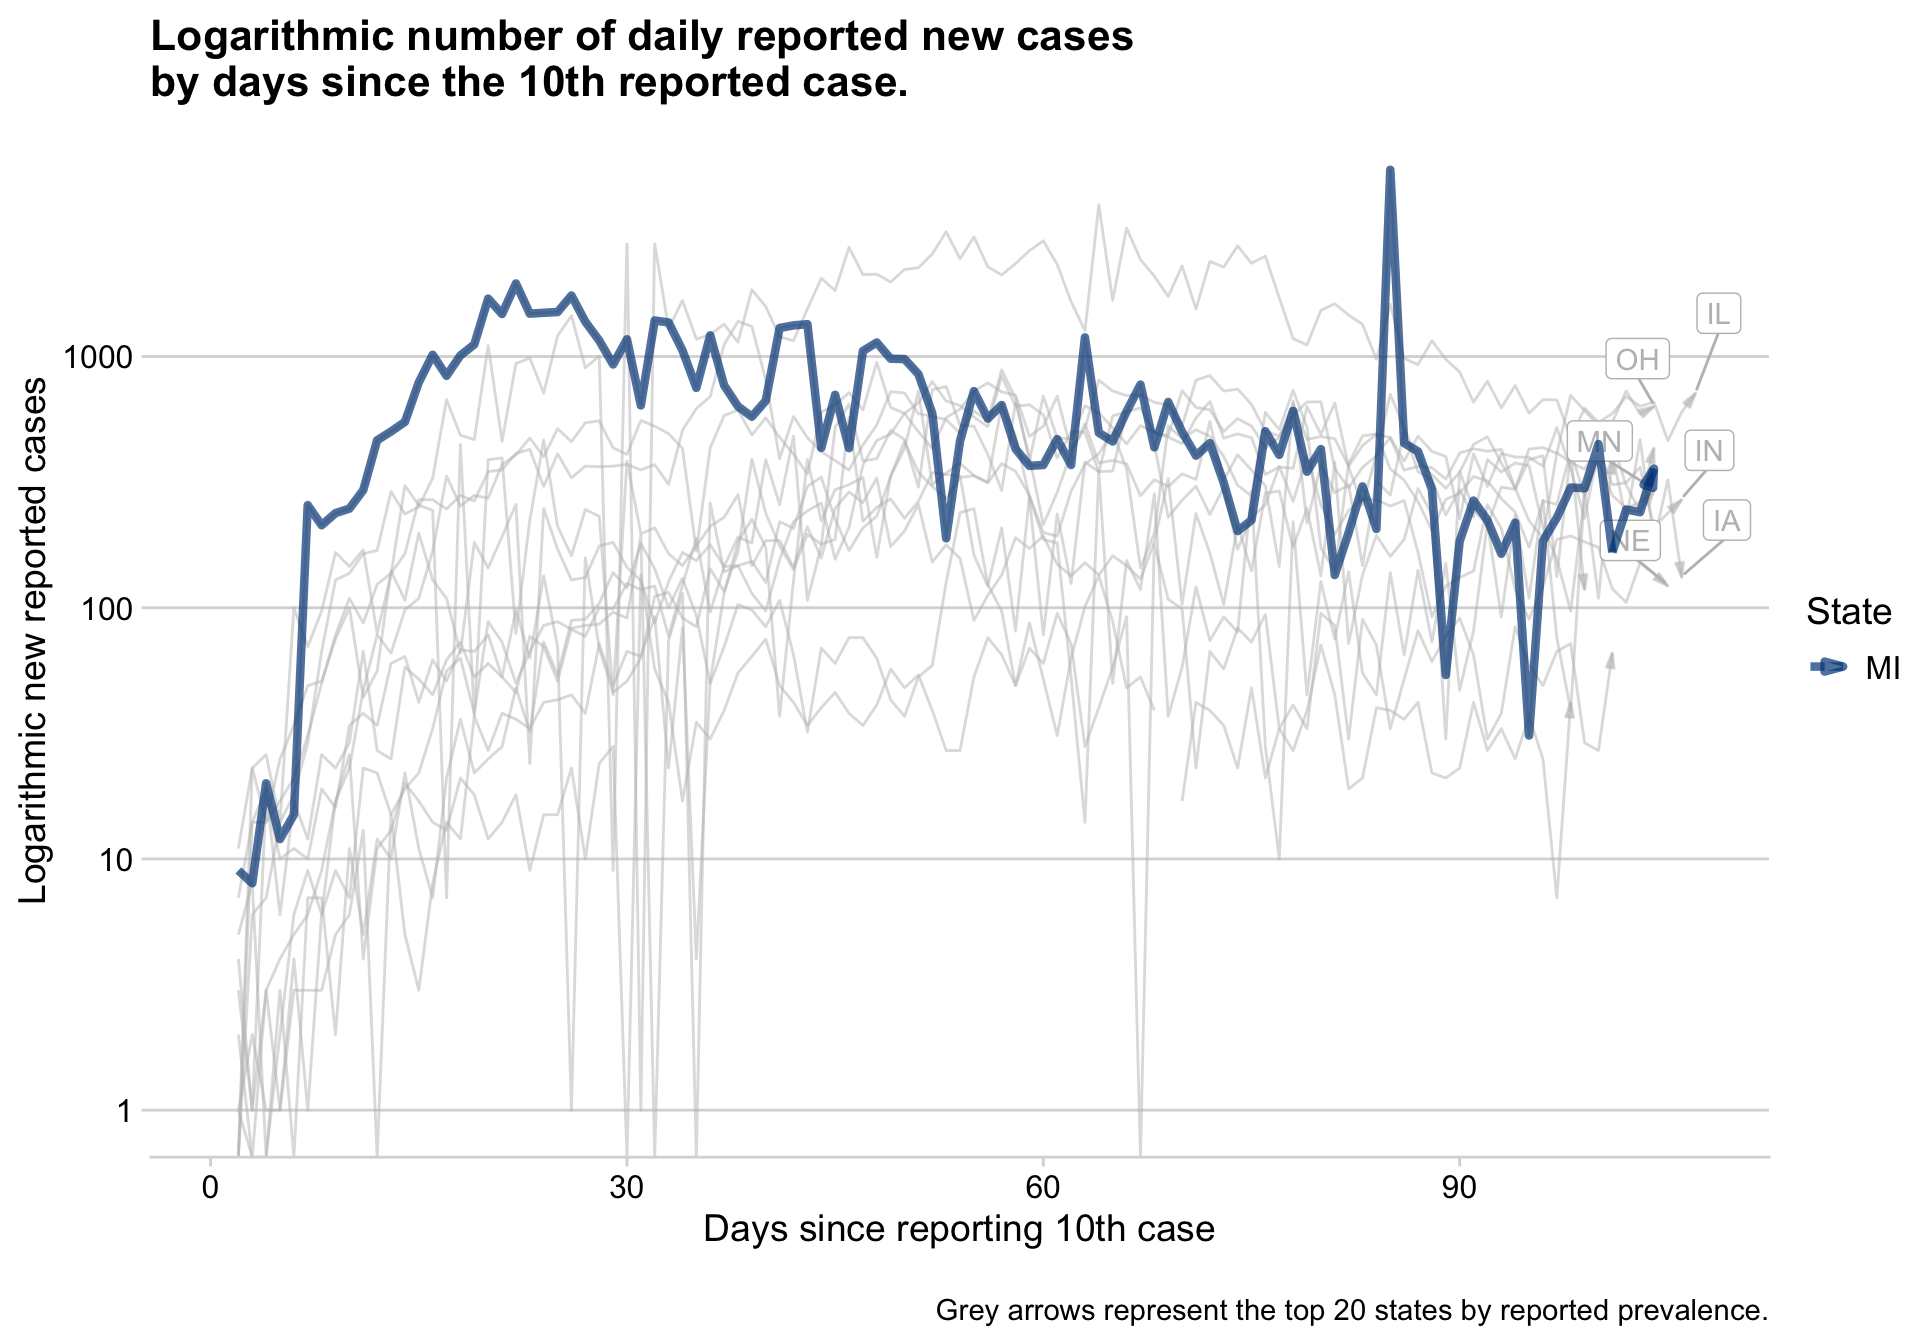 Logarithmic number of daily reported new cases
by days since the 10th reported case.
Logarithmic new reported cases
1000
100
10
1
IL
OH
MN
IN
IA
NE
State
MI
0
30
60
90
Days since reporting 10th case
Grey arrows represent the top 20 states by reported prevalence.